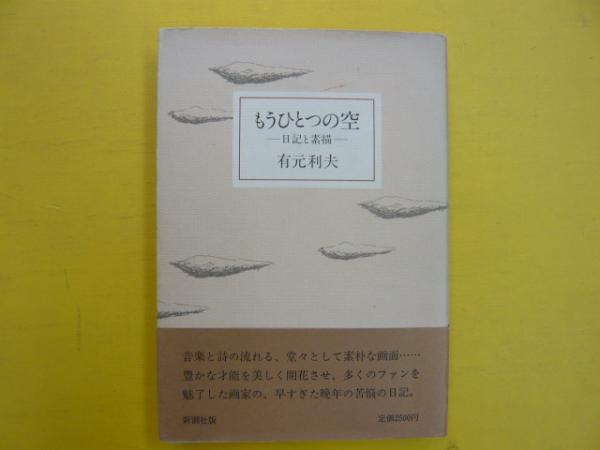 もうひとつの空
―日記と素描―
有元利夫
音楽と詩の流れる、堂々として素朴な画面……
豊かな才能を美しく開花させ、多くのファンを
魅了した画家の、早すぎた晩年の苦悩の日記。
新潮社版 定価2500円